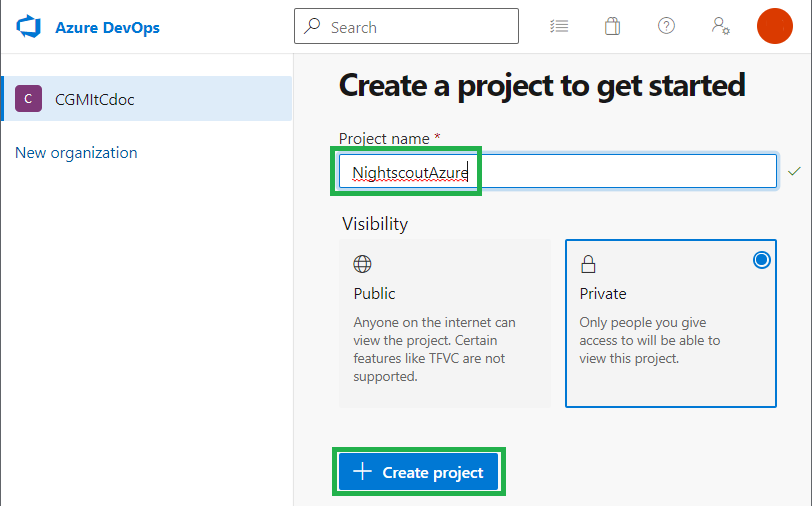 Azure DevOps
Search
C
CGMItCdoc
New organization
Create a project to get started
Project name *
NightscoutAzure
Visibility
Public
Anyone on the internet can
view the project. Certain
features like TFVC are not
supported.
Private
Only people you give
access to will be able to
view this project.
Create project